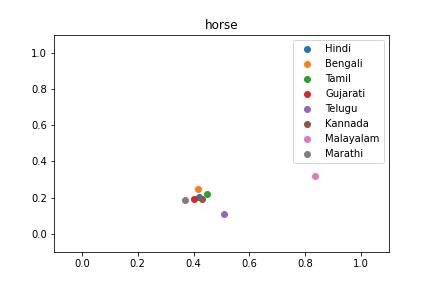 horse
1.0
0.8
0.6
0.4
0.2
0.0
Hindi
Bengali
Tamil
Gujarati
Telugu
Kannada
Malayalam
Marathi
0.0 0.2 0.4 0.6 0.8 1.0